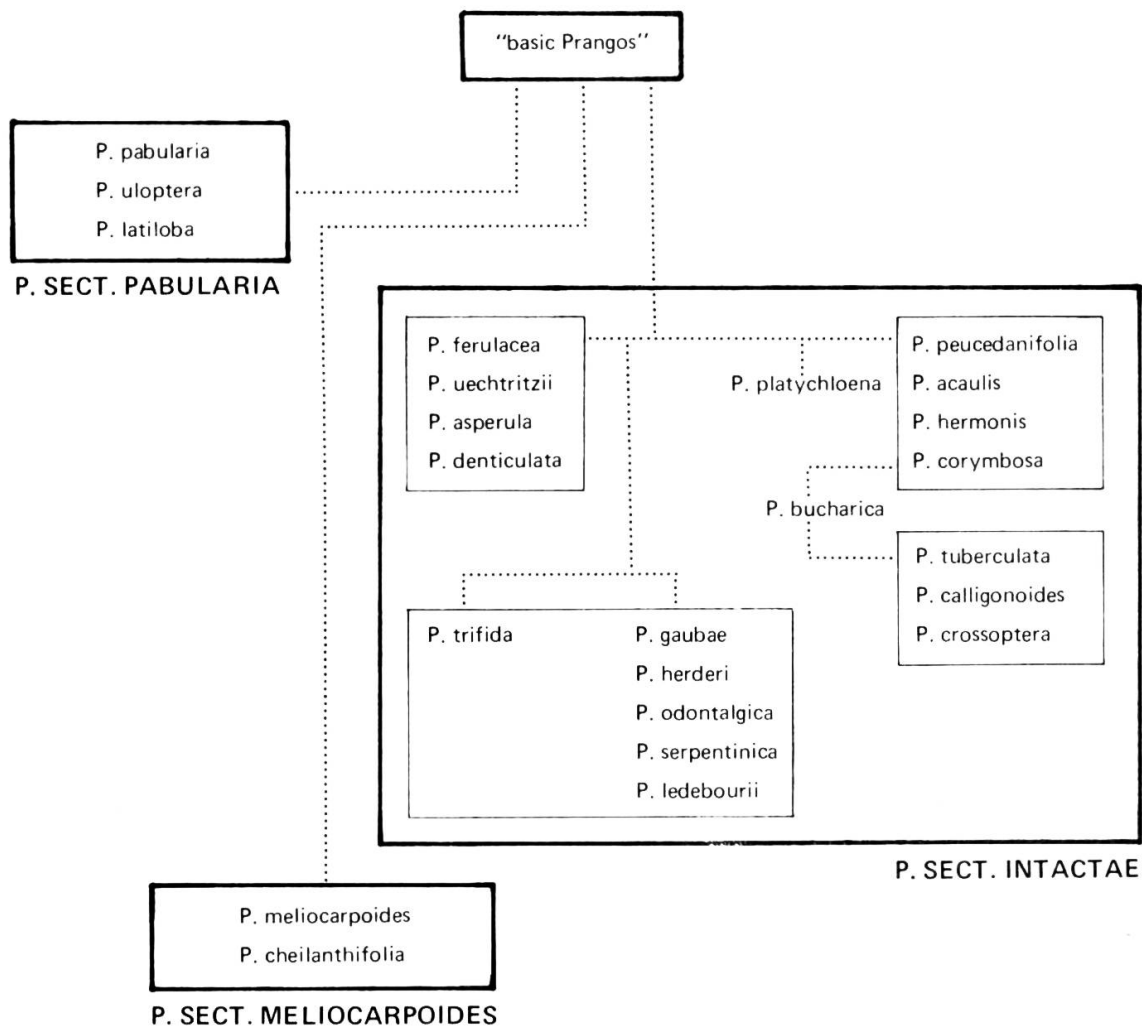 "basic Prangos"
P. pabularia
P. uloptera
P. latiloba
P. SECT. PABULARIA
P. ferulacea
P. uechtritzii
P. asperula
P. denticulata
P. platychloena
P. peucedanifolia
P. acaulis
P. hermonis
P. corymbosa
P. bucharica
P. tuberculata
P. calligonoides
P. crossoptera
P. trifida
P. gaubae
P. herderi
P. odontalgica
P. serpentinica
P. ledebourii
P. SECT. INTACTAE
P. meliocarpoides
P. cheilanthifolia
P. SECT. MELIOCARPOIDES